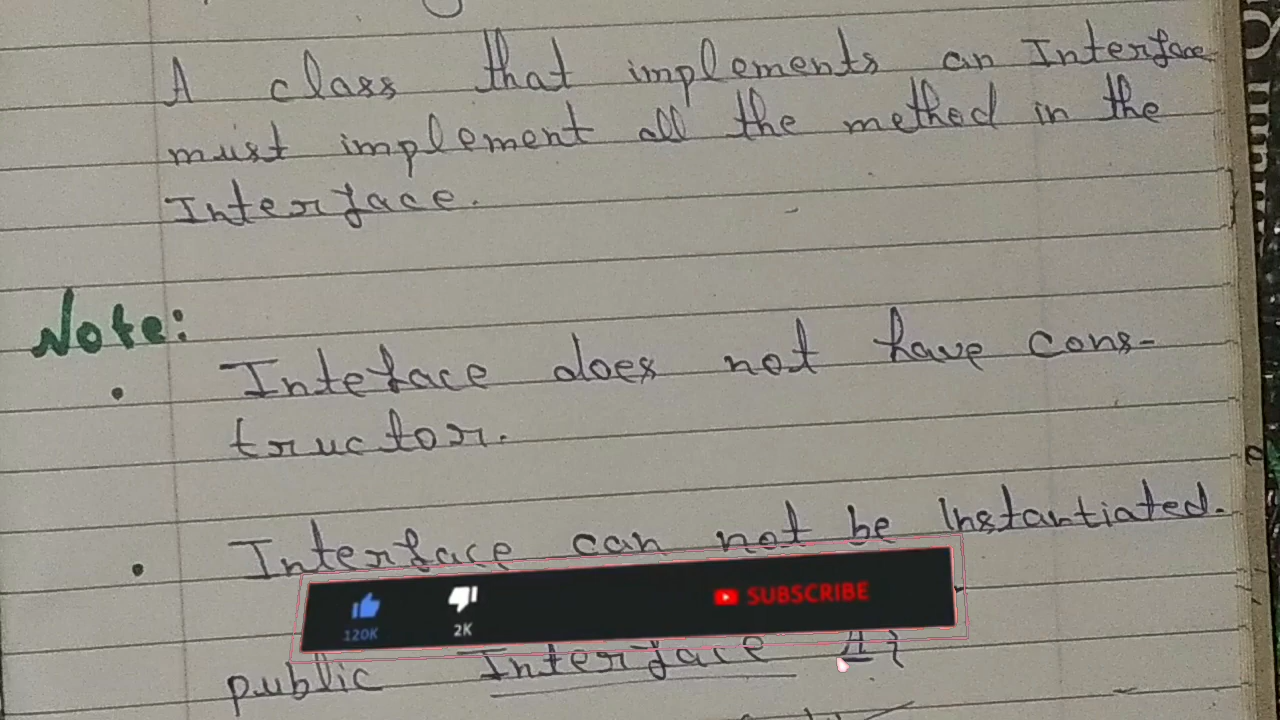 A class that implements an Interface
must implement all the method in the
Interface.
Note:
• Inteface does not have cons-
tructor.
• Interface can not be Instantiated.
120K
2K
SUBSCRIBE
public Interface A{